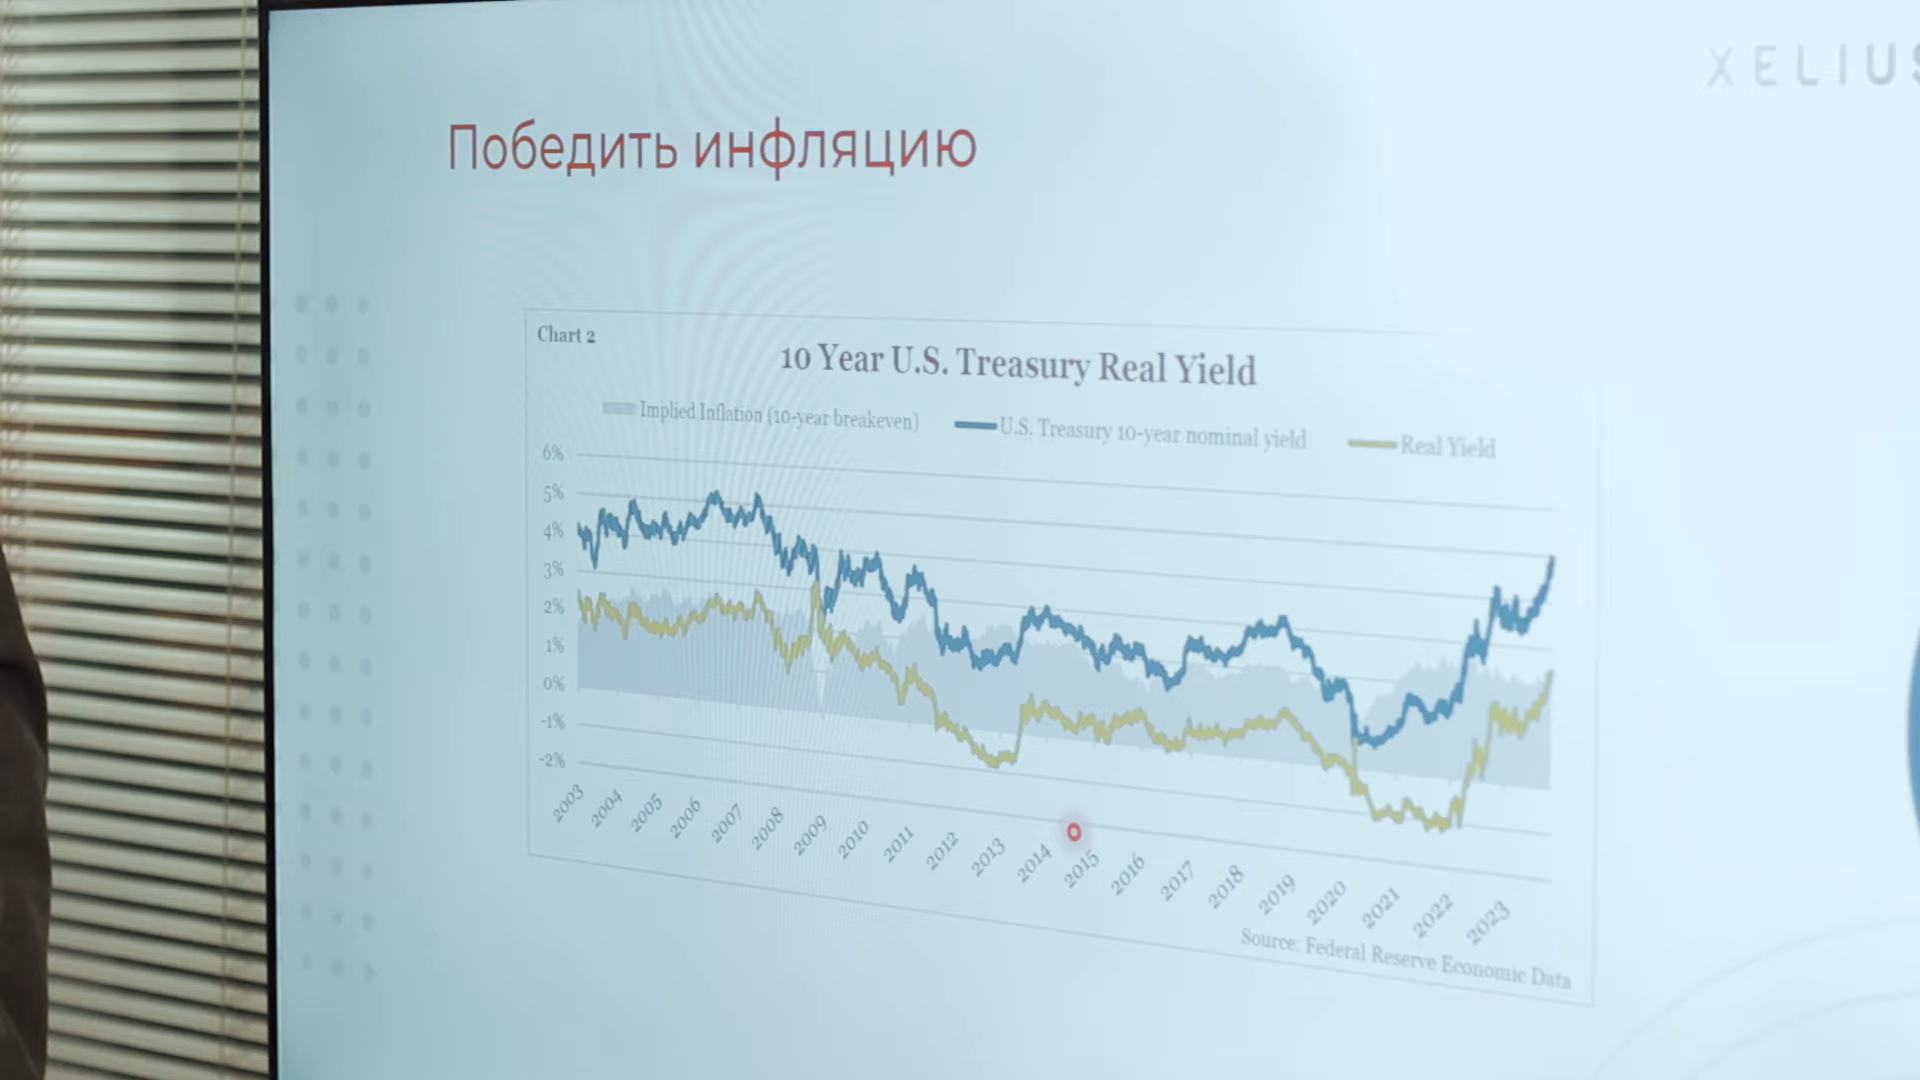 XELIUS
Победить инфляцию
Chart 2
10 Year U.S. Treasury Real Yield
Implied Inflation (10-year breakeven) U.S. Treasury 10-year nominal yield Real Yield
6%
5%
4%
3%
2%
1%
0%
-1%
-2%
2003 2004 2005 2006 2007 2008 2009 2010 2011 2012 2013 2014 2015 2016 2017 2018 2019 2020 2021 2022 2023
Source: Federal Reserve Economic Data